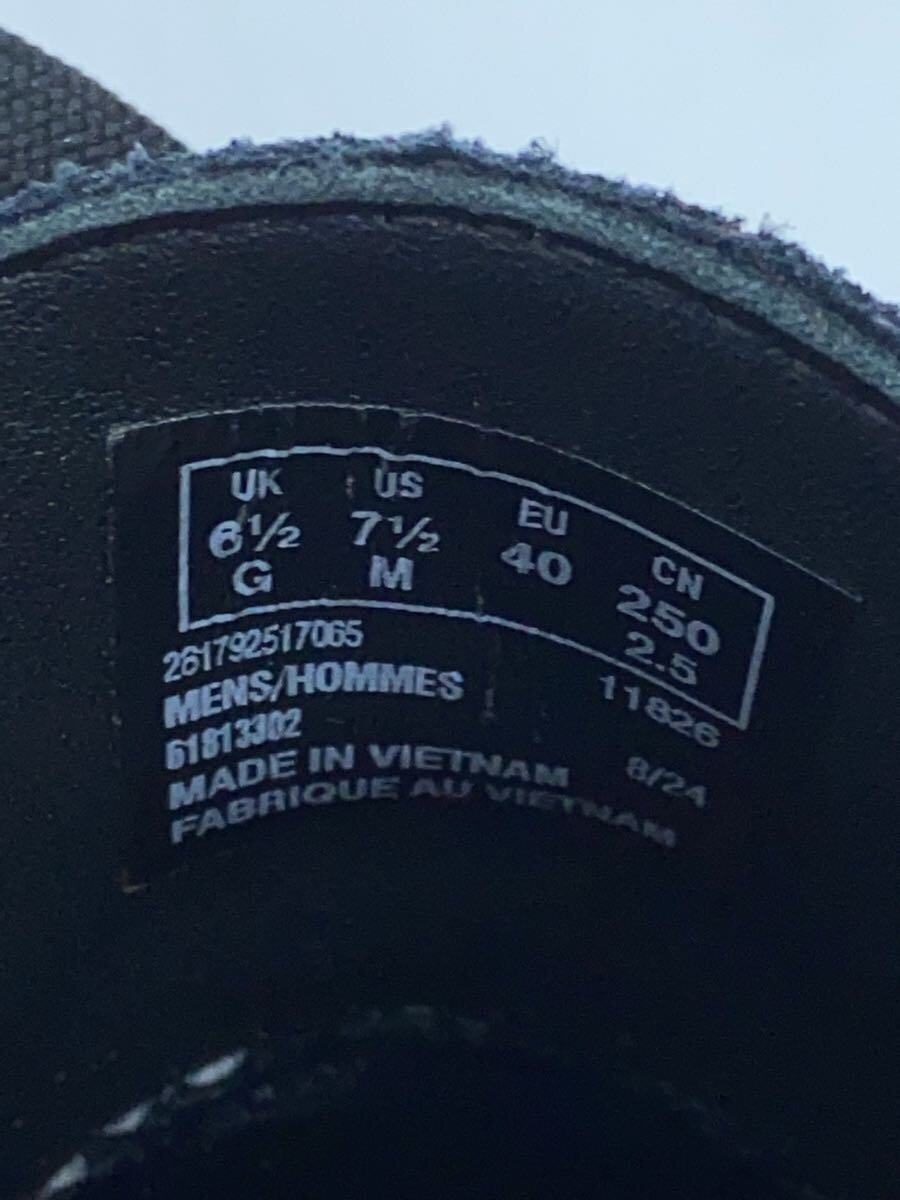 UK US EU CN
6½ 7½ 40 250
G M 2.5
261792517065
MENS/HOMMES 11826
61813302
MADE IN VIETNAM 8/24
FABRIQUE AU VIETNAM